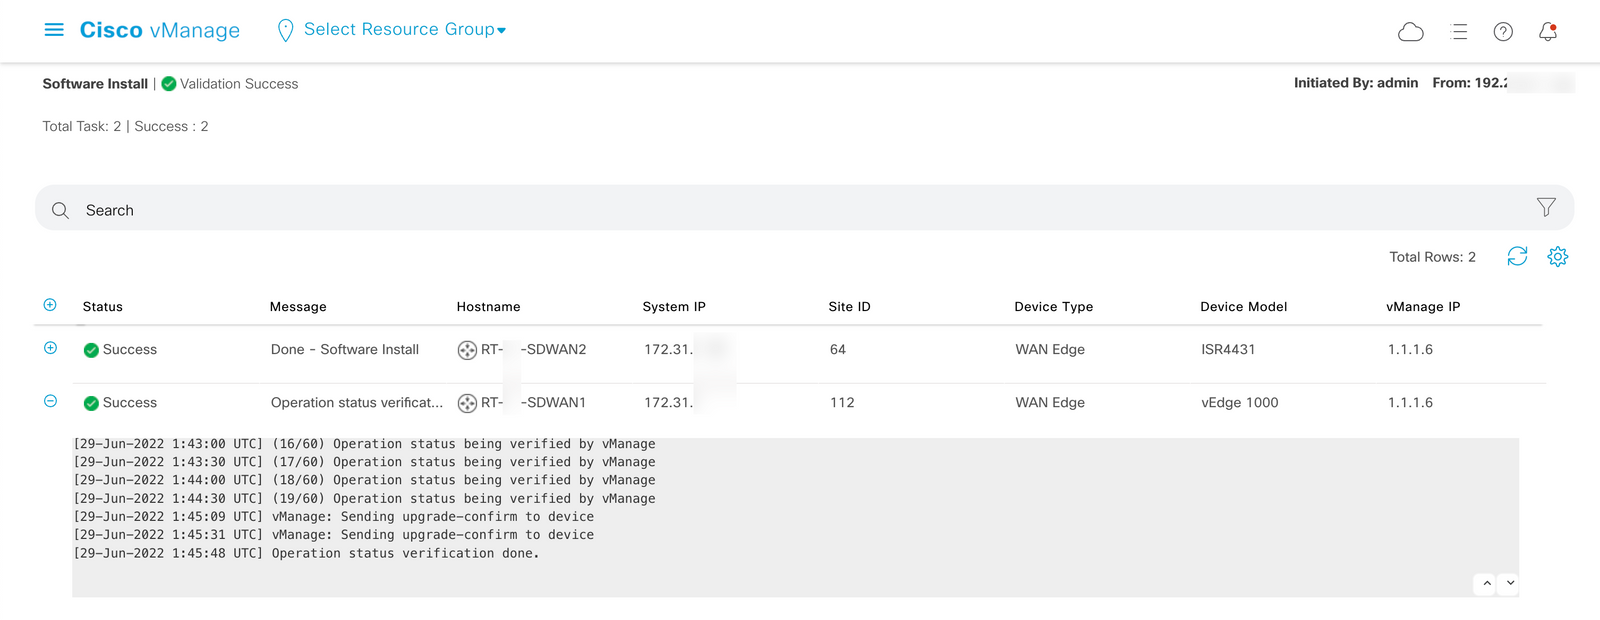 Cisco vManage Select Resource Group
Software Install | Validation Success Initiated By: admin From: 192.
Total Task: 2 | Success : 2
Search
Total Rows: 2
Status Message Hostname System IP Site ID Device Type Device Model vManage IP
Success Done - Software Install RT- -SDWAN2 172.31. 64 WAN Edge ISR4431 1.1.1.6
Success Operation status verificat... RT- -SDWAN1 172.31. 112 WAN Edge vEdge 1000 1.1.1.6
[29-Jun-2022 1:43:00 UTC] (16/60) Operation status being verified by vManage
[29-Jun-2022 1:43:30 UTC] (17/60) Operation status being verified by vManage
[29-Jun-2022 1:44:00 UTC] (18/60) Operation status being verified by vManage
[29-Jun-2022 1:44:30 UTC] (19/60) Operation status being verified by vManage
[29-Jun-2022 1:45:09 UTC] vManage: Sending upgrade-confirm to device
[29-Jun-2022 1:45:31 UTC] vManage: Sending upgrade-confirm to device
[29-Jun-2022 1:45:48 UTC] Operation status verification done.